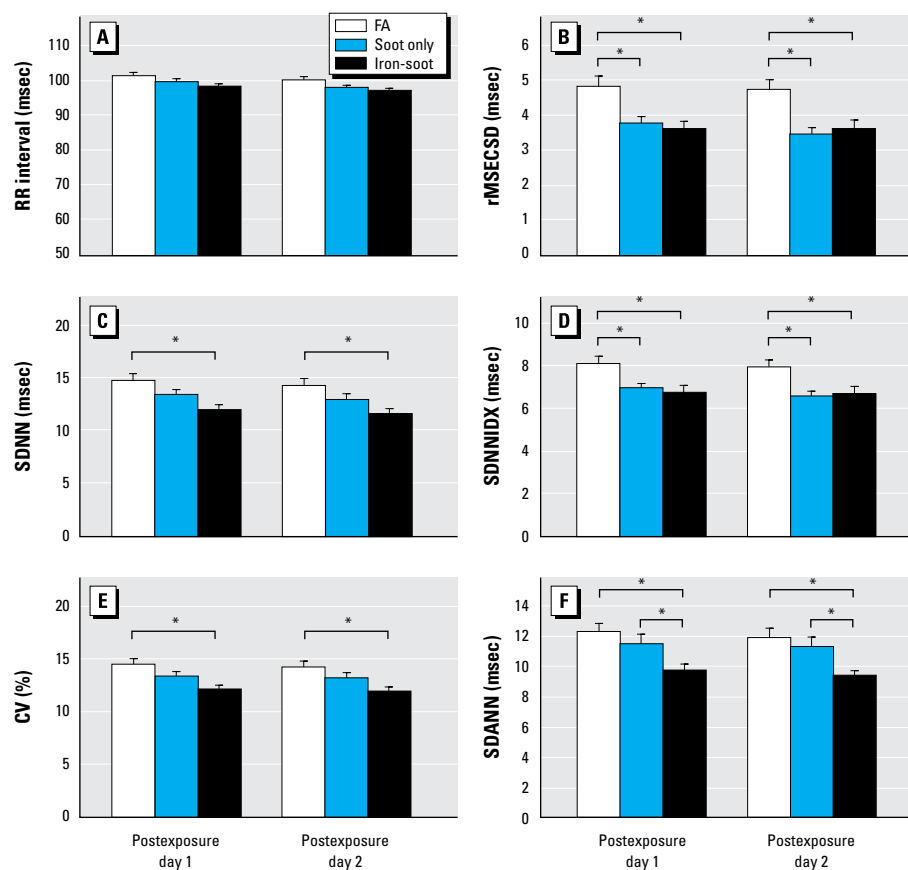 A
FA
Soot only
Iron-soot
RR interval (msec)
110
100
90
80
70
60
50
B
rMSECSD (msec)
6
5
4
3
2
1
0
*
*
*
*
C
SDNN (msec)
20
15
10
5
0
*
*
D
SDNNIDX (msec)
10
8
6
4
2
0
*
*
*
*
E
CV (%)
20
15
10
5
0
*
*
Postexposure
day 1
Postexposure
day 2
F
SDANN (msec)
14
12
10
8
6
4
2
0
*
*
*
*
Postexposure
day 1
Postexposure
day 2